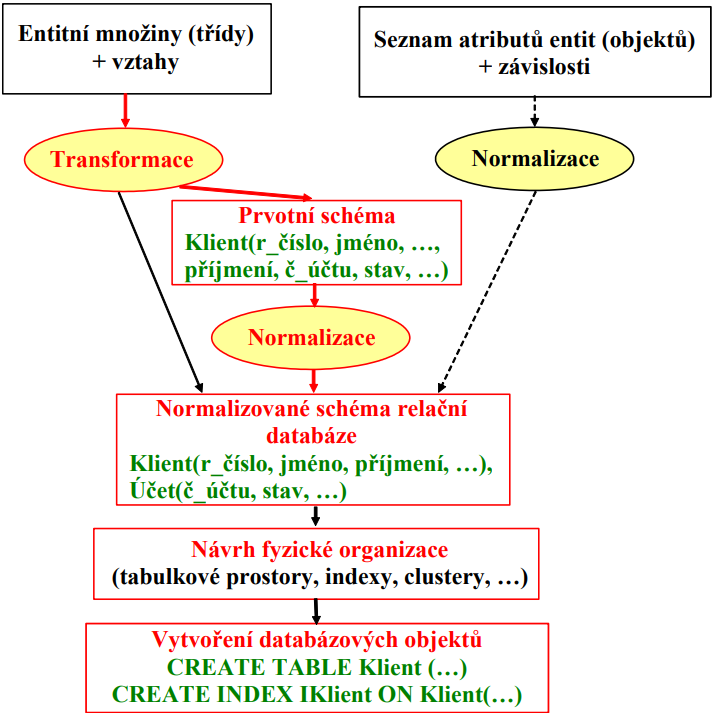 Entitní množiny (třídy)
+ vztahy
Seznam atributů entit (objektů)
+ závislosti
Transformace
Normalizace
Prvotní schéma
Klient(r_číslo, jméno, …,
příjmení, č_účtu, stav, …)
Normalizace
Normalizované schéma relační
databáze
Klient(r_číslo, jméno, příjmení, …),
Účet(č_účtu, stav, …)
Návrh fyzické organizace
(tabulkové prostory, indexy, clustery, …)
Vytvoření databázových objektů
CREATE TABLE Klient (…)
CREATE INDEX IKlient ON Klient(…)